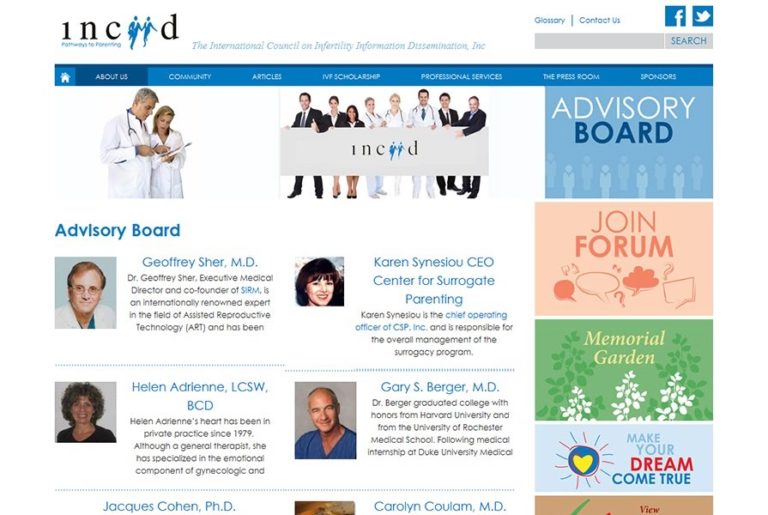 inciid
Pathways to Parenting
The International Council on Infertility Information Dissemination, Inc
Glossary | Contact Us
SEARCH
ABOUT US
COMMUNITY
ARTICLES
IVF SCHOLARSHIP
PROFESSIONAL SERVICES
THE PRESS ROOM
SPONSORS
inciid
ADVISORY
BOARD
Advisory Board
Geoffrey Sher, M.D.
Dr. Geoffrey Sher, Executive Medical
Director and co-founder of SIRM, is
an internationally renowned expert
in the field of Assisted Reproductive
Technology (ART) and has been
Karen Synesiou CEO
Center for Surrogate
Parenting
Karen Synesiou is the chief operating
officer of CSP, Inc. and is responsible for
the overall management of the
surrogacy program.
Helen Adrienne, LCSW,
BCD
Helen Adrienne's heart has been in
private practice since 1979.
Although a general therapist, she
has specialized in the emotional
component of gynecologic and
Gary S. Berger, M.D.
Dr. Berger graduated college with
honors from Harvard University and
from the University of Rochester
Medical School. Following medical
internship at Duke University Medical
Jacques Cohen, Ph.D.
Carolyn Coulam, M.D.
JOIN
FORUM
Memorial
Garden
MAKE
YOUR
DREAM
COME TRUE
View